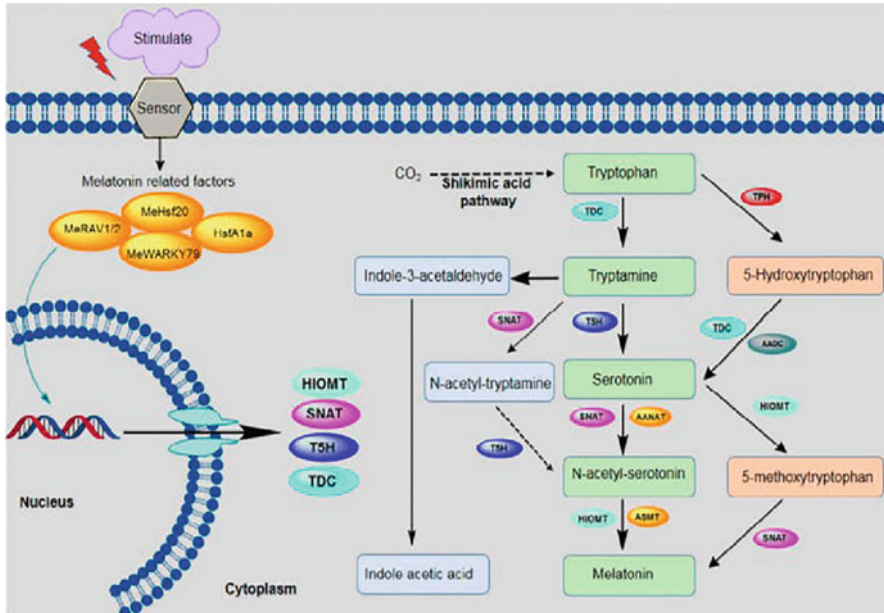 Stimulate
Sensor
Melatonin related factors
MeHsf20
MeRAV1/2
HsfA1a
MeWARKY79
CO2
Shikimic acid
pathway
Tryptophan
TDC
TPH
Indole-3-acetaldehyde
Tryptamine
5-Hydroxytryptophan
SNAT
T5H
TDC
AADC
N-acetyl-tryptamine
Serotonin
HIOMT
SNAT
AANAT
T5H
N-acetyl-serotonin
5-methoxytryptophan
HIOMT
ASMT
SNAT
Indole acetic acid
Melatonin
HIOMT
SNAT
T5H
TDC
Nucleus
Cytoplasm